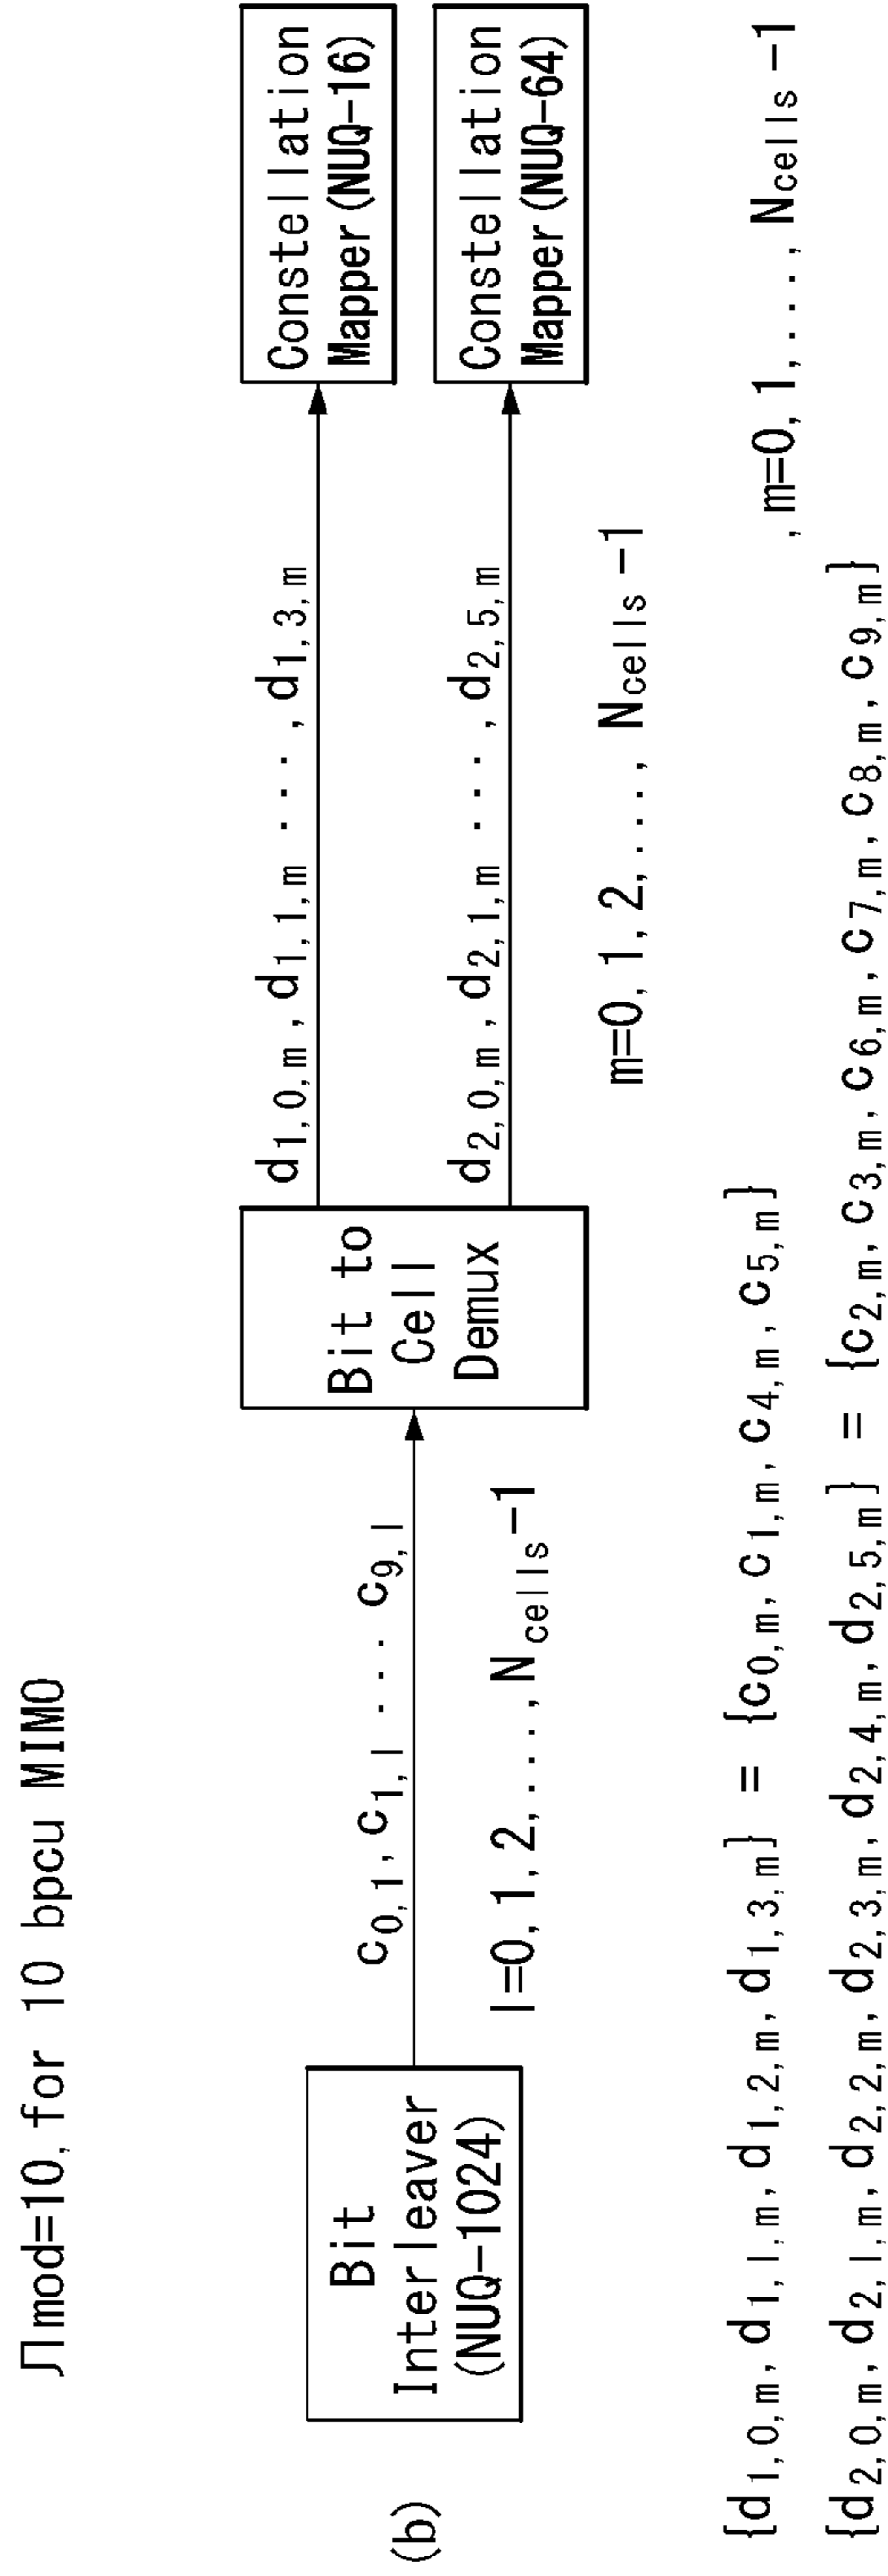 ⎍mod=10, for 10 bpcu MIMO
(b)
Bit
Interleaver
(NUQ-1024)
c0,1, c1,l ... c9,l
l=0, 1, 2, ...., Ncells-1
Bit to
Cell
Demux
d1,0,m, d1,1,m ..., d1,3,m
d2,0,m, d2,1,m ..., d2,5,m
m=0, 1, 2, ...., Ncells-1
Constellation
Mapper (NUQ-16)
Constellation
Mapper (NUQ-64)
{d1,0,m, d1,l,m, d1,2,m, d1,3,m} = {c0,m, c1,m, c4,m, c5,m}
, m=0, 1, ...., Ncells-1
{d2,0,m, d2,l,m, d2,2,m, d2,3,m, d2,4,m, d2,5,m} = {c2,m, c3,m, c6,m, c7,m, c8,m, c9,m}